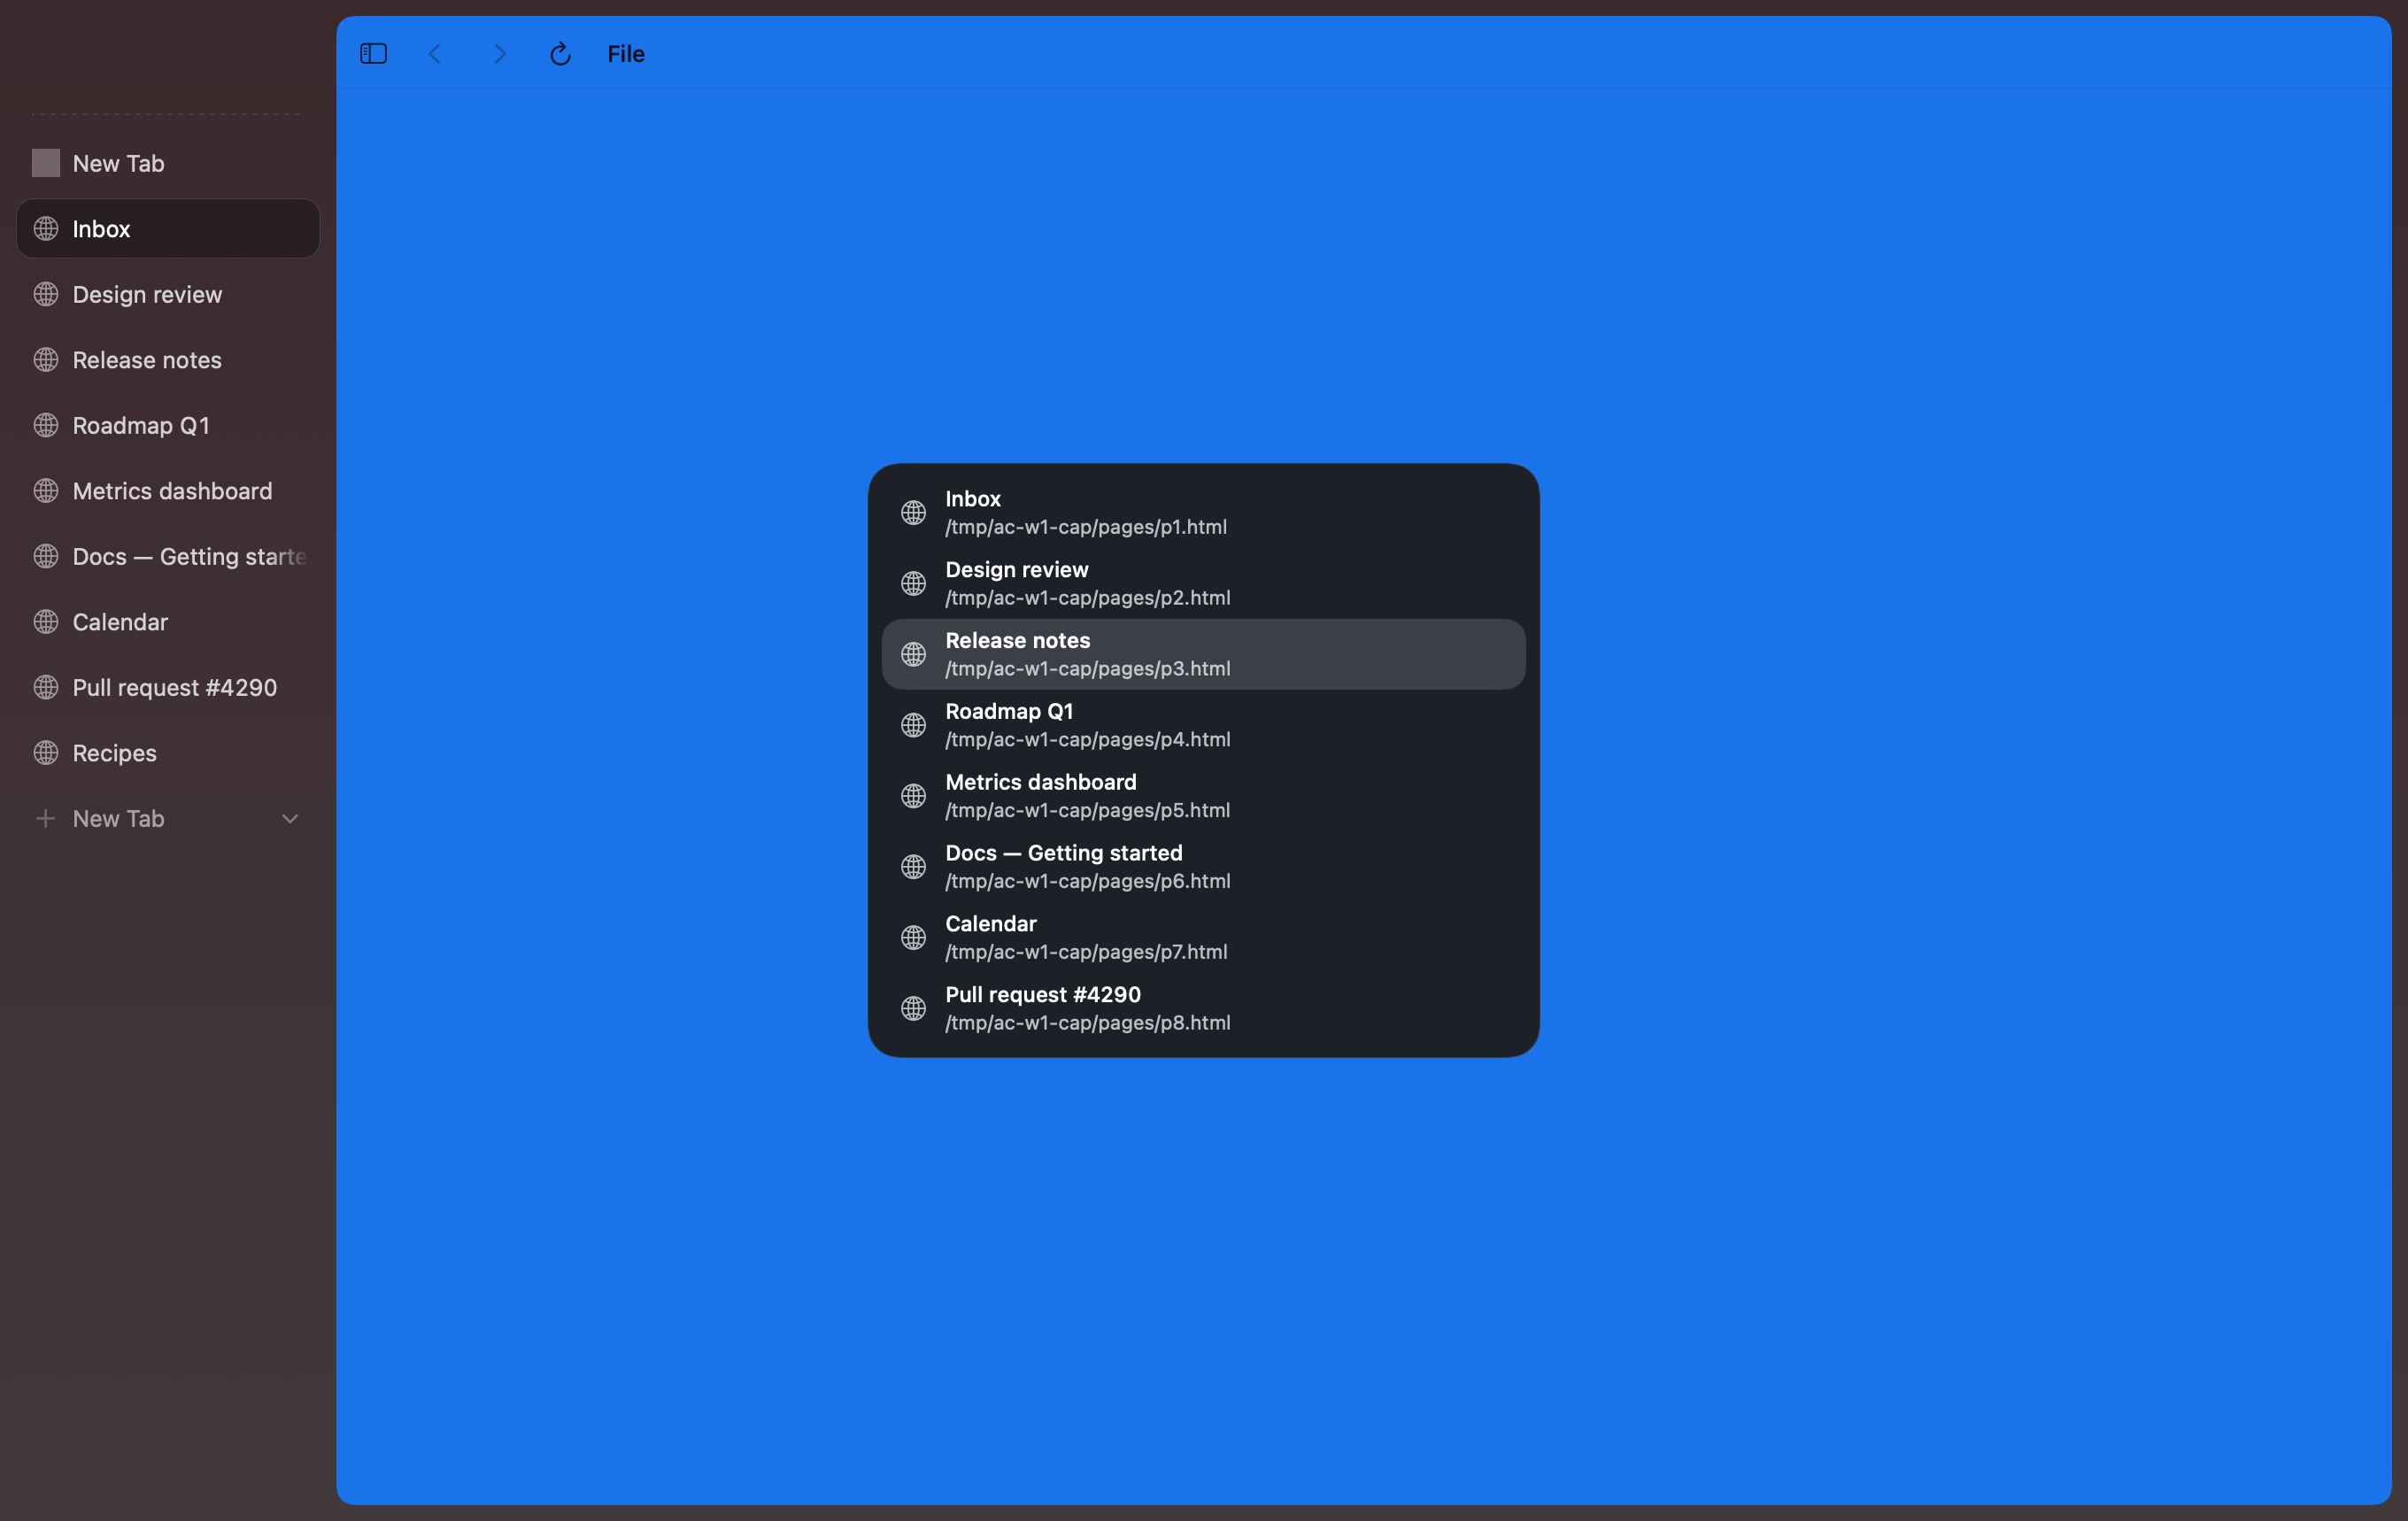 File
New Tab
Inbox
Design review
Release notes
Roadmap Q1
Metrics dashboard
Docs — Getting starte
Calendar
Pull request #4290
Recipes
New Tab
Inbox
/tmp/ac-w1-cap/pages/p1.html
Design review
/tmp/ac-w1-cap/pages/p2.html
Release notes
/tmp/ac-w1-cap/pages/p3.html
Roadmap Q1
/tmp/ac-w1-cap/pages/p4.html
Metrics dashboard
/tmp/ac-w1-cap/pages/p5.html
Docs — Getting started
/tmp/ac-w1-cap/pages/p6.html
Calendar
/tmp/ac-w1-cap/pages/p7.html
Pull request #4290
/tmp/ac-w1-cap/pages/p8.html